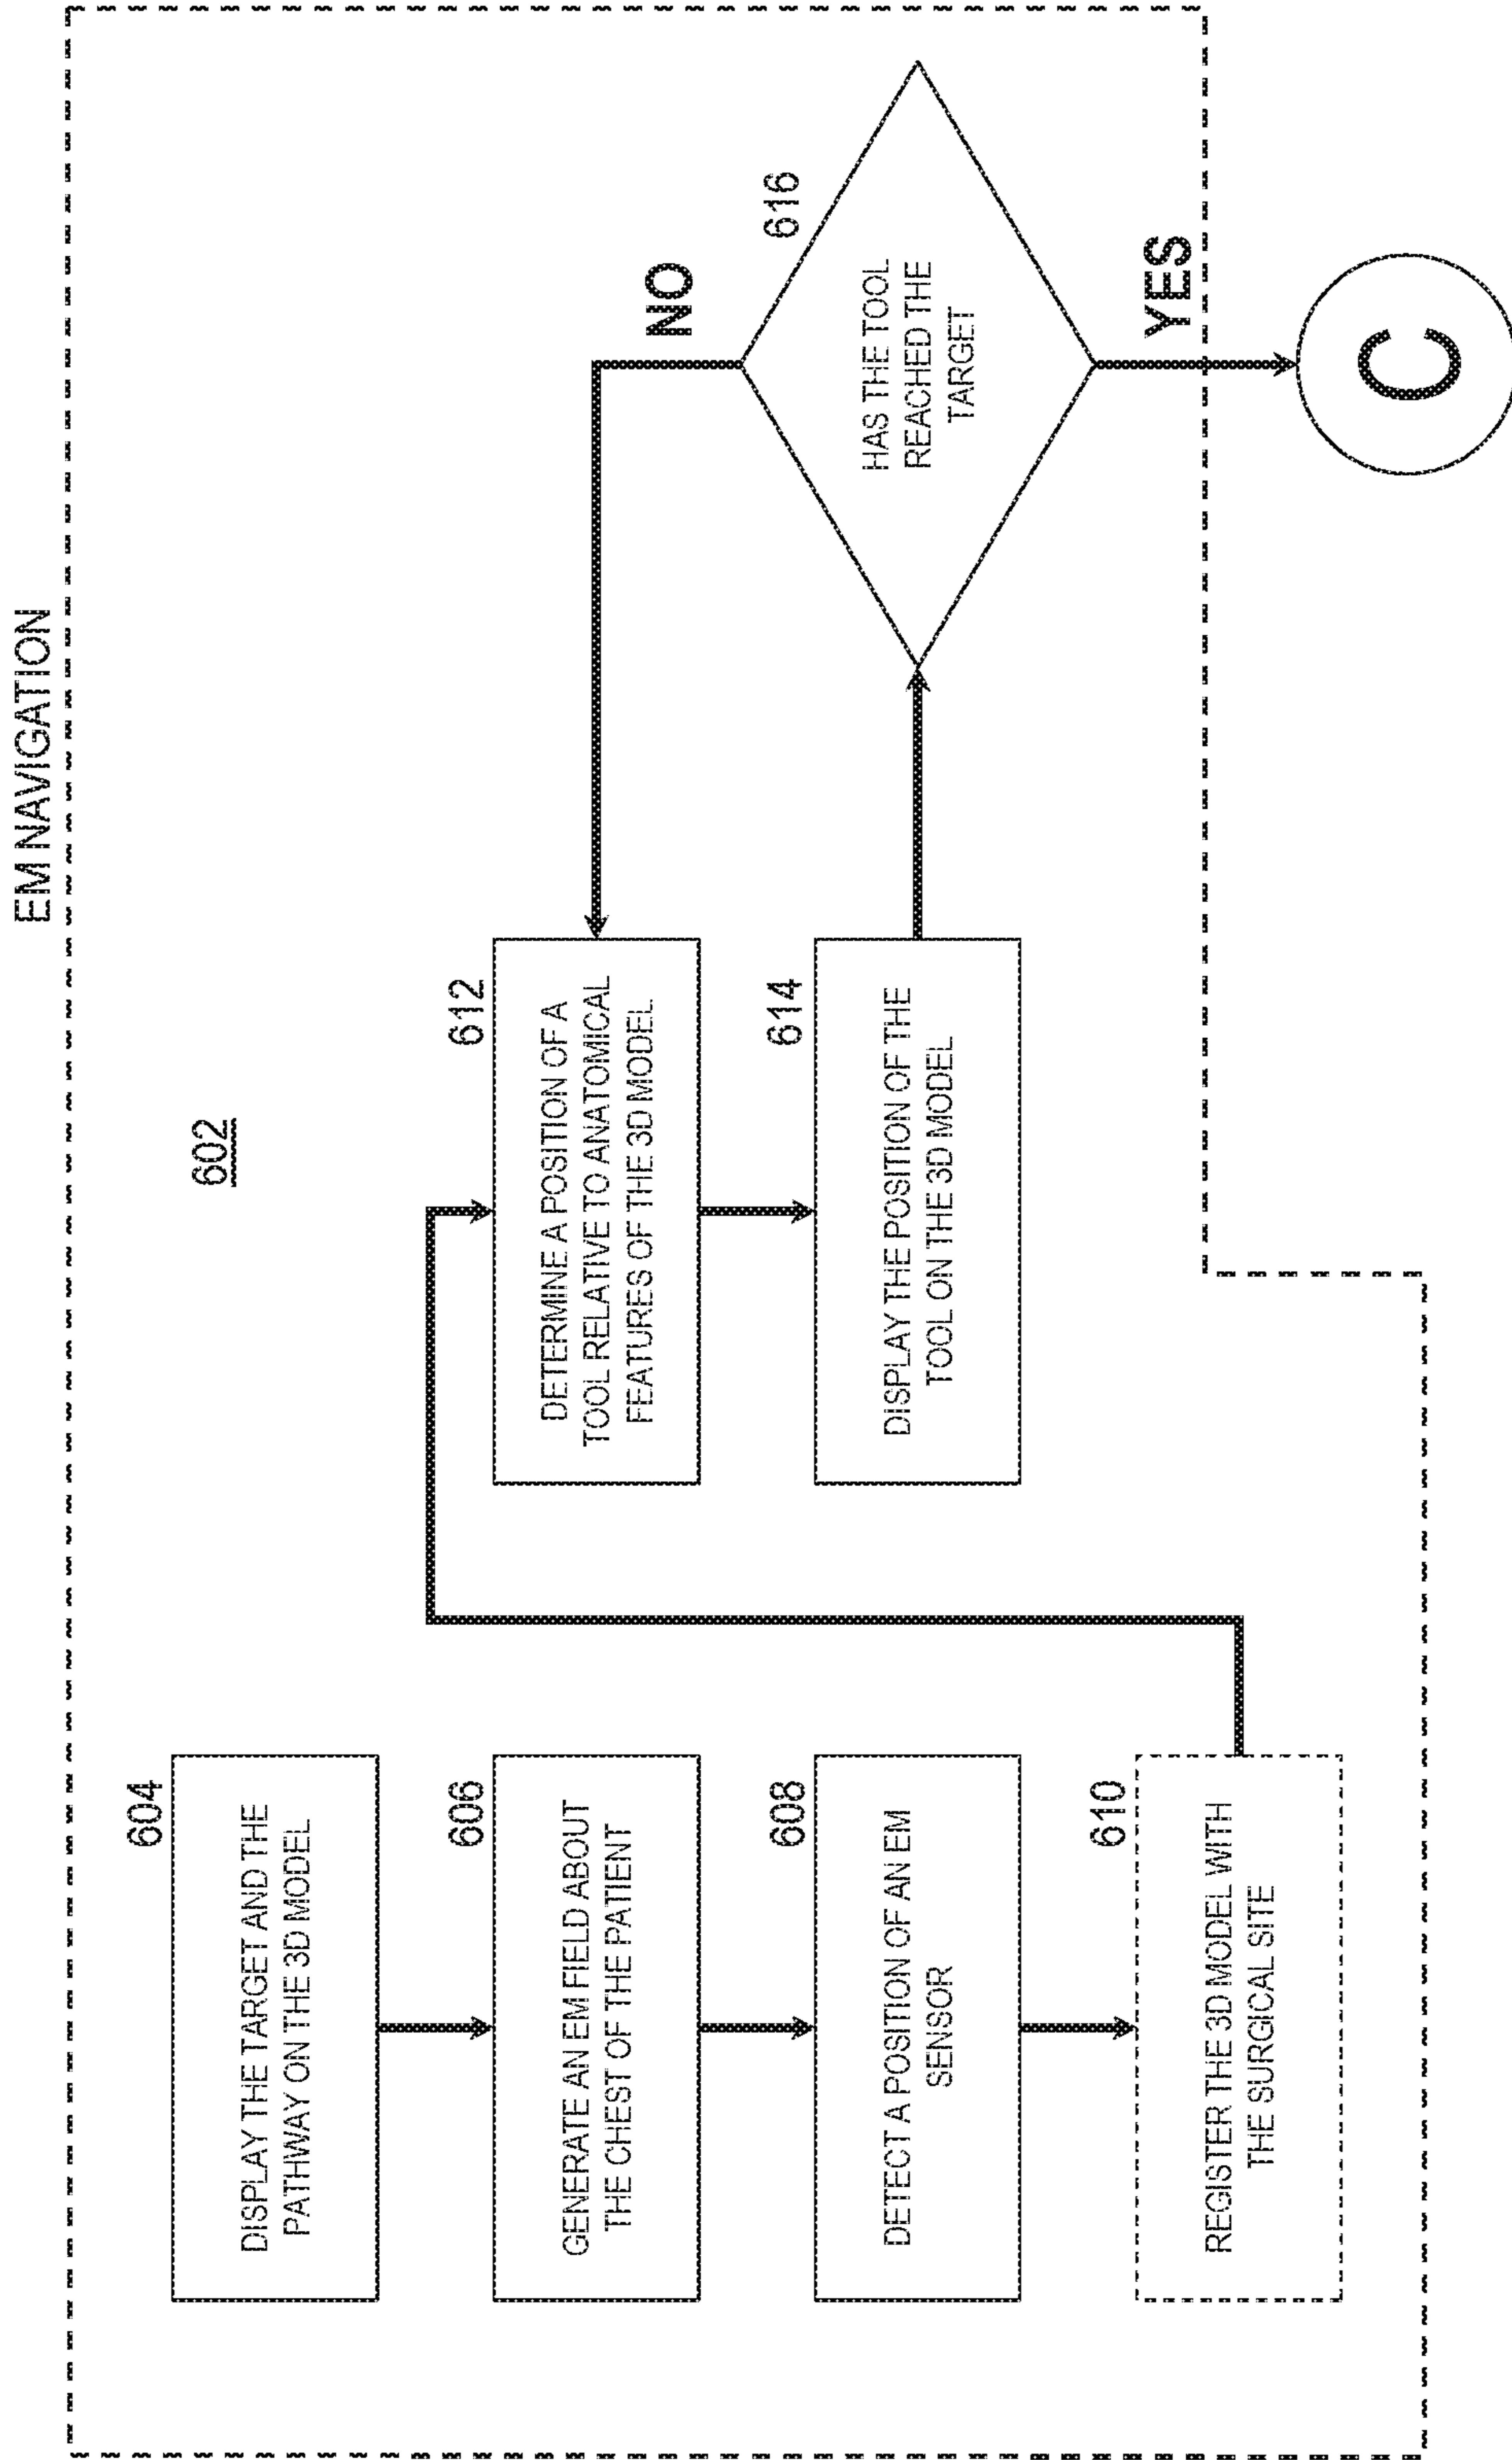 EM NAVIGATION
602
604
DISPLAY THE TARGET AND THE
PATHWAY ON THE 3D MODEL
606
GENERATE AN EM FIELD ABOUT
THE CHEST OF THE PATIENT
608
DETECT A POSITION OF AN EM
SENSOR
610
REGISTER THE 3D MODEL WITH
THE SURGICAL SITE
612
DETERMINE A POSITION OF A
TOOL RELATIVE TO ANATOMICAL
FEATURES OF THE 3D MODEL
614
DISPLAY THE POSITION OF THE
TOOL ON THE 3D MODEL
616
HAS THE TOOL
REACHED THE
TARGET
NO
YES
C